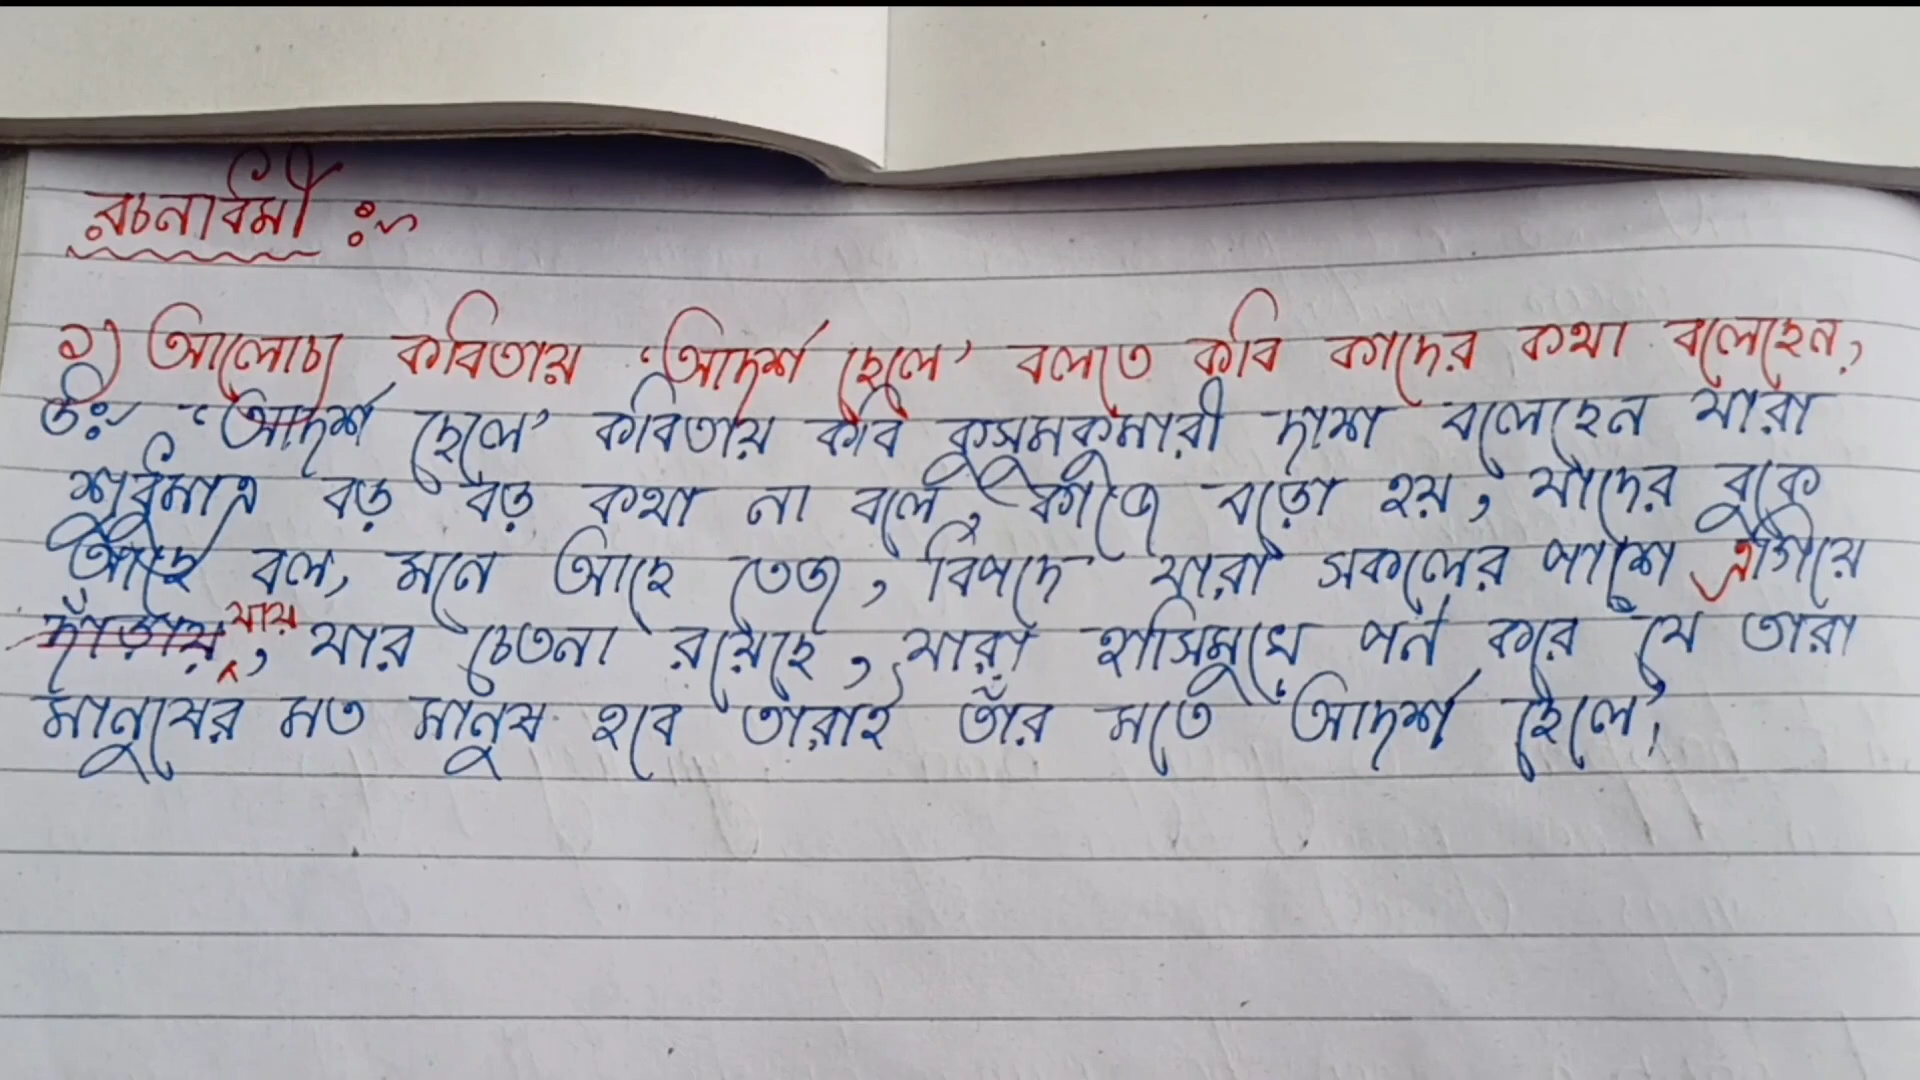 রচনাধর্মী :~
১) আলোচ্য কবিতায় 'আদর্শ ছেলে' বলতে কবি কাদের কথা বলেছেন,
উঃ~ 'আদর্শ ছেলে' কবিতায় কবি কুসুমকুমারী দাশ বলেছেন যারা
শুধুমাত্র বড় বড় কথা না বলে, কাজে বড়ো হয়, যাদের বুকে
আছে বল, মনে আছে তেজ, বিপদে যারা সকলের পাশে এগিয়ে
দাঁড়ায়, যায় যার চেতনা রয়েছে, যারা হাসিমুখে পণ করে যে তারা
মানুষের মত মানুষ হবে তারাই তাঁর মতে 'আদর্শ ছেলে'।